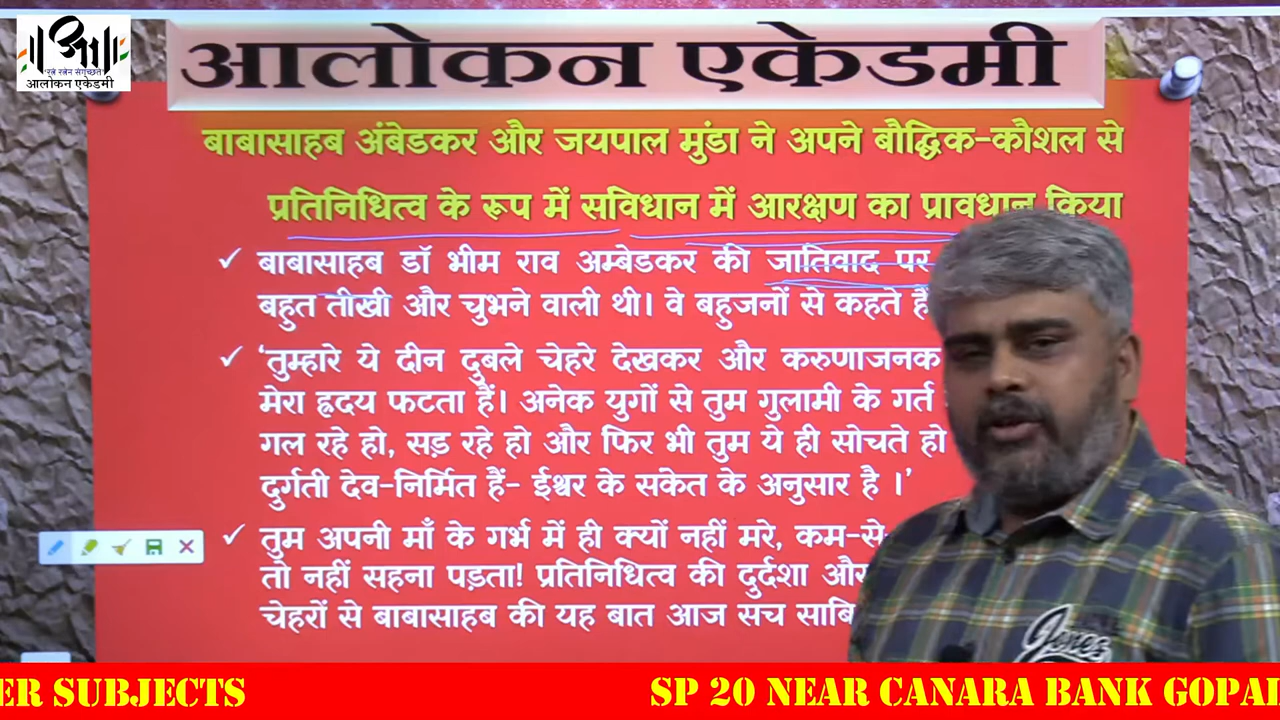 आलोकन एकेडमी
आलोकन एकेडमी
बाबासाहब अंबेडकर और जयपाल मुंडा ने अपने बौद्धिक-कौशल से
प्रतिनिधित्व के रूप में सविधान में आरक्षण का प्रावधान किया
✓ बाबासाहब डॉ भीम राव अम्बेडकर की जातिवाद पर
बहुत तीखी और चुभने वाली थी। वे बहुजनों से कहते हैं
✓ ‘तुम्हारे ये दीन दुबले चेहरे देखकर और करुणाजनक
मेरा ह्रदय फटता हैं। अनेक युगों से तुम गुलामी के गर्त
गल रहे हो, सड़ रहे हो और फिर भी तुम ये ही सोचते हो
दुर्गती देव-निर्मित हैं- ईश्वर के संकेत के अनुसार है ।’
✓ तुम अपनी माँ के गर्भ में ही क्यों नहीं मरे, कम-से-
तो नहीं सहना पड़ता! प्रतिनिधित्व की दुर्दशा और
चेहरों से बाबासाहब की यह बात आज सच
Jones
ER SUBJECTS
SP 20 NEAR CANARA BANK GOPAL